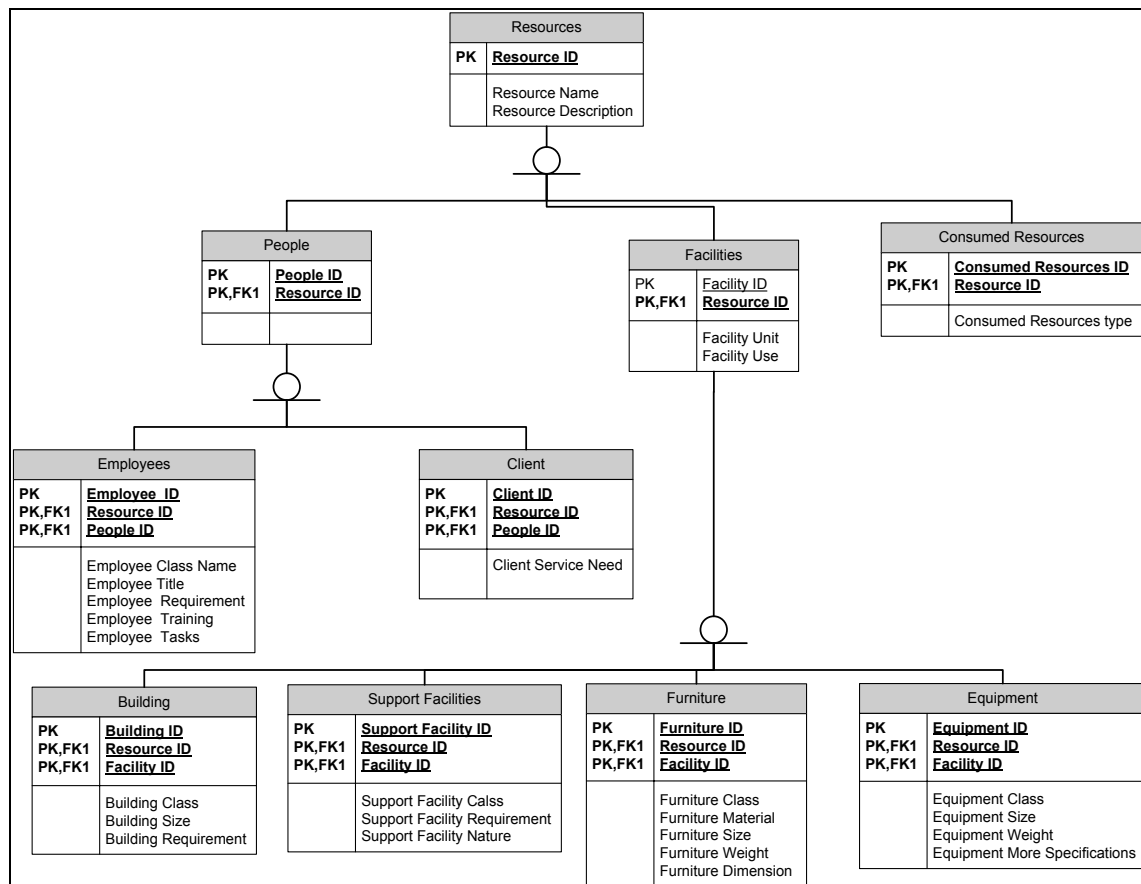 Resources
PK Resource ID
Resource Name
Resource Description
People
PK People ID
PK,FK1 Resource ID
Facilities
PK Facility ID
PK,FK1 Resource ID
Facility Unit
Facility Use
Consumed Resources
PK Consumed Resources ID
PK,FK1 Resource ID
Consumed Resources type
Employees
PK Employee ID
PK,FK1 Resource ID
PK,FK1 People ID
Employee Class Name
Employee Title
Employee Requirement
Employee Training
Employee Tasks
Client
PK Client ID
PK,FK1 Resource ID
PK,FK1 People ID
Client Service Need
Building
PK Building ID
PK,FK1 Resource ID
PK,FK1 Facility ID
Building Class
Building Size
Building Requirement
Support Facilities
PK Support Facility ID
PK,FK1 Resource ID
PK,FK1 Facility ID
Support Facility Calss
Support Facility Requirement
Support Facility Nature
Furniture
PK Furniture ID
PK,FK1 Resource ID
PK,FK1 Facility ID
Furniture Class
Furniture Material
Furniture Size
Furniture Weight
Furniture Dimension
Equipment
PK Equipment ID
PK,FK1 Resource ID
PK,FK1 Facility ID
Equipment Class
Equipment Size
Equipment Weight
Equipment More Specifications